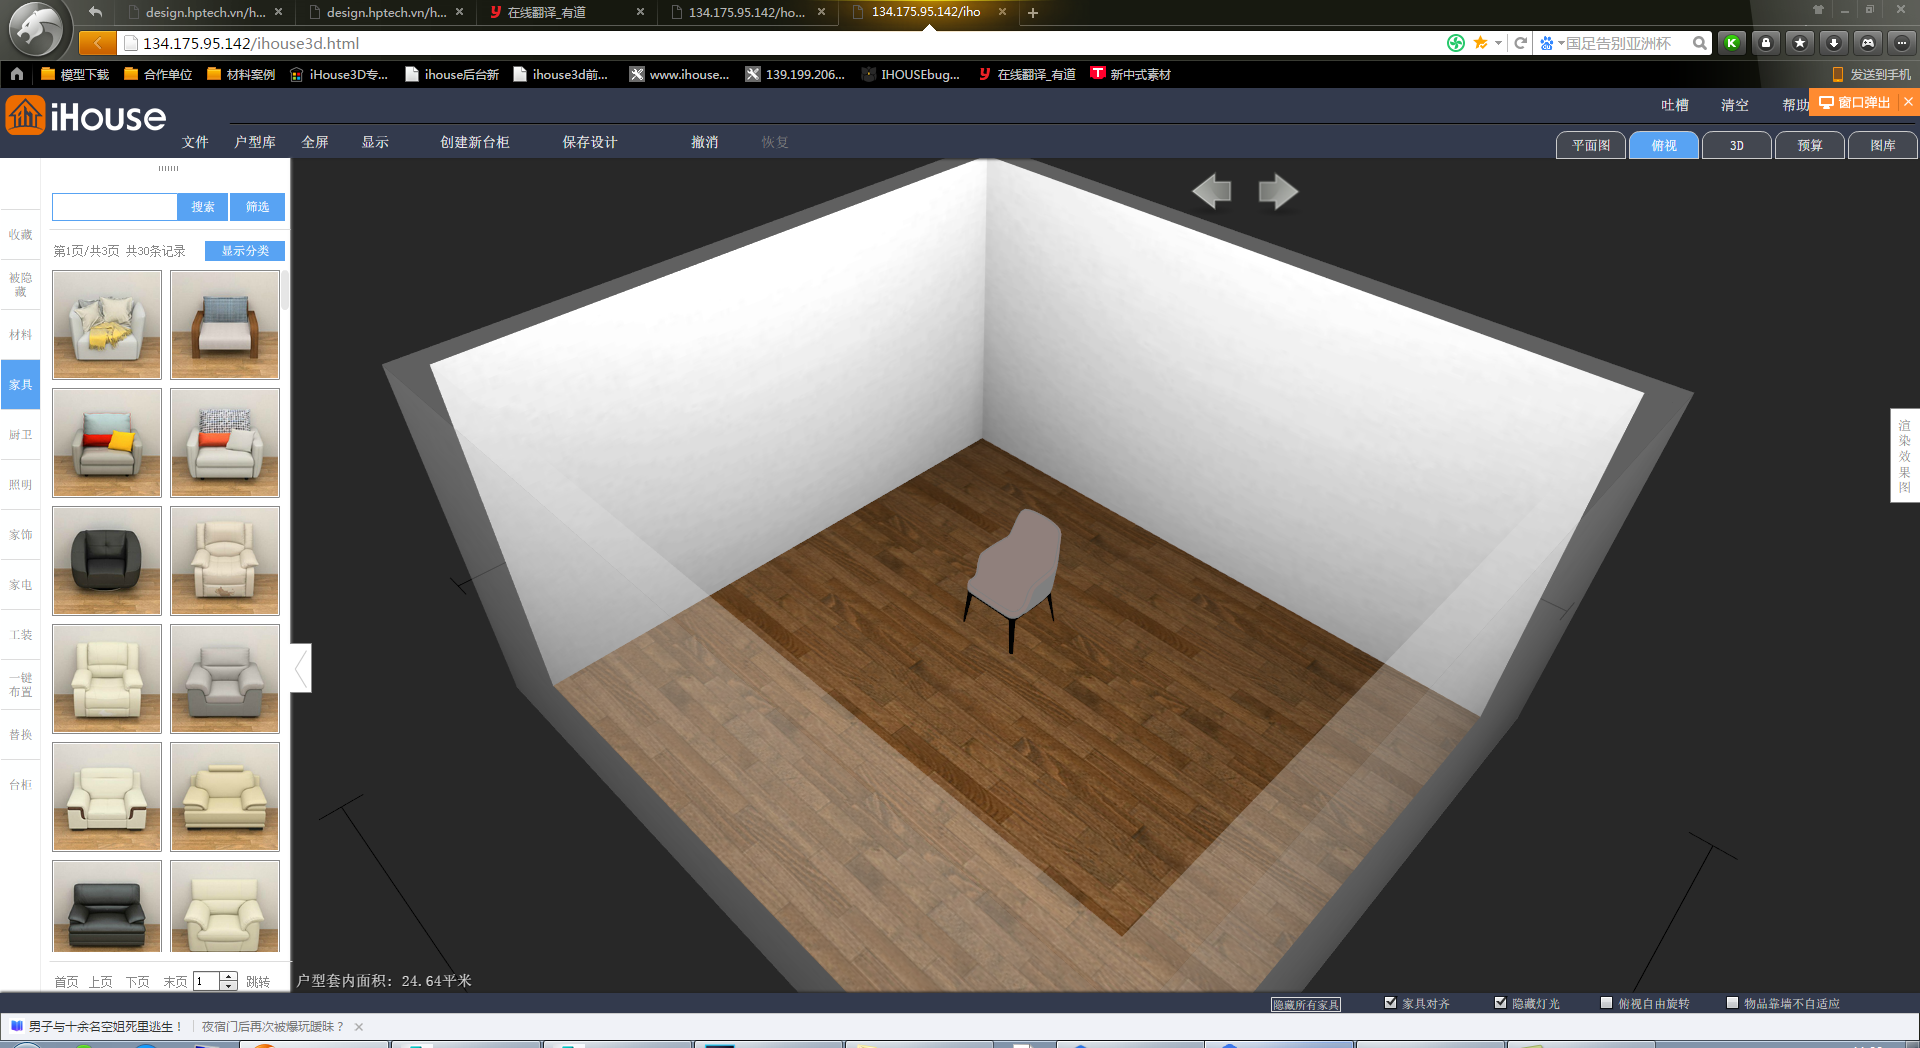 design.hptech.vn/h...
design.hptech.vn/h...
在线翻译_有道
134.175.95.142/ho...
134.175.95.142/iho
134.175.95.142/ihouse3d.html
国足告别亚洲杯
模型下载
合作单位
材料案例
iHouse3D专...
ihouse后台新
ihouse3d前...
www.ihouse...
139.199.206...
IHOUSEbug...
在线翻译_有道
新中式素材
发送到手机
iHouse
吐槽
清空
帮助
窗口弹出
文件
户型库
全屏
显示
创建新台柜
保存设计
撤消
恢复
平面图
俯视
3D
预算
图库
搜索
筛选
第1页/共3页 共30条记录
显示分类
收藏
被隐
藏
材料
家具
厨卫
照明
家饰
家电
工装
一键
布置
替换
台柜
渲染效果图
首页
上页
下页
末页
1
跳转
户型套内面积: 24.64平米
隐藏所有家具
家具对齐
隐藏灯光
俯视自由旋转
物品靠墙不自适应
男子与十余名空姐死里逃生！
夜宿门后再次被爆玩暧昧？